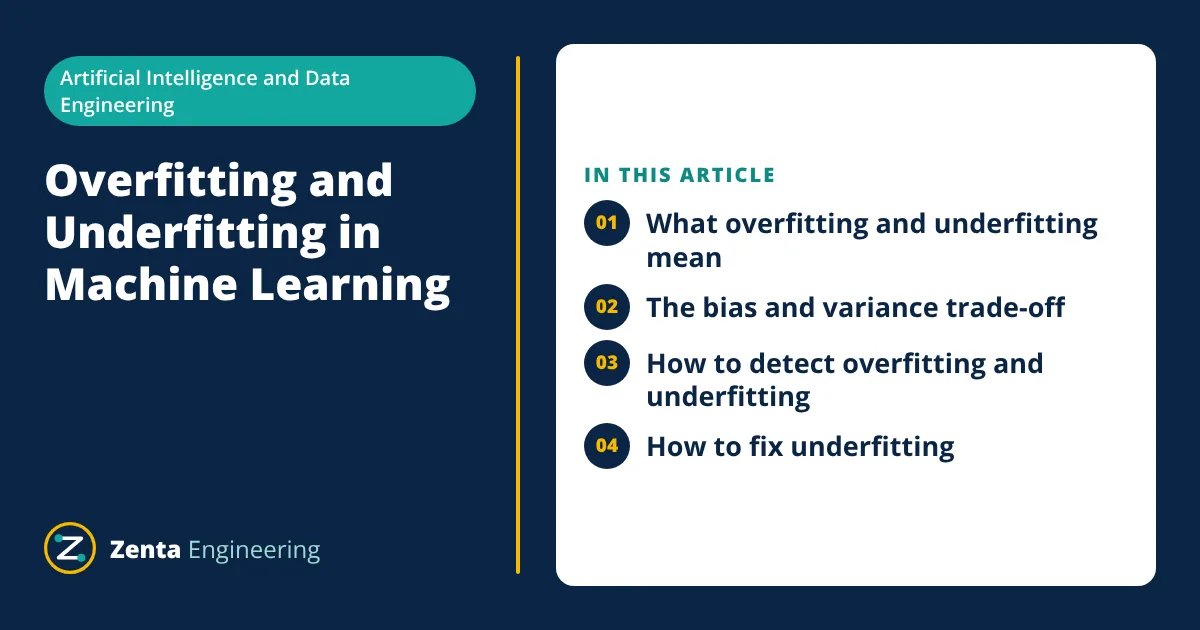 Artificial Intelligence and Data
Engineering
Overfitting and
Underfitting in
Machine Learning
Zenta Engineering
IN THIS ARTICLE
01 What overfitting and underfitting
mean
02 The bias and variance trade-off
03 How to detect overfitting and
underfitting
04 How to fix underfitting